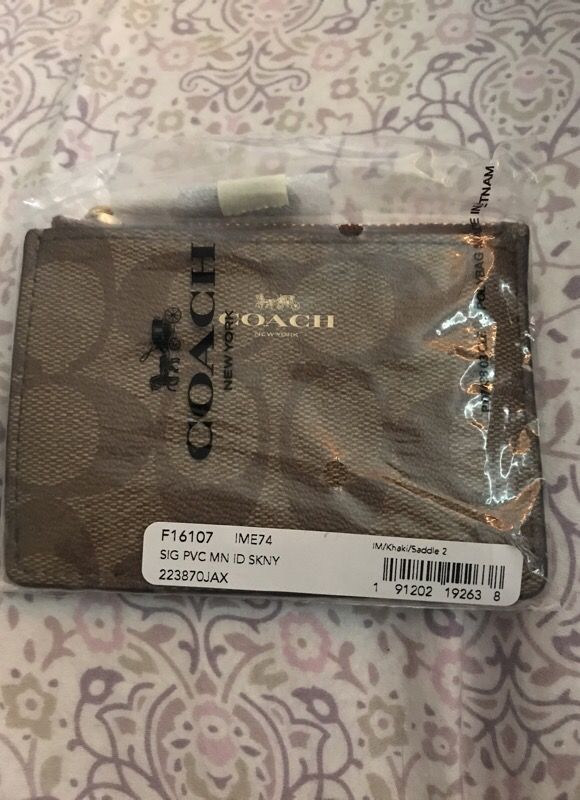 COACH
NEW YORK
COACH
NEW YORK
F16107 IME74
SIG PVC MN ID SKNY
223870JAX
IM/Khaki/Saddle 2
1 91202 19263 8